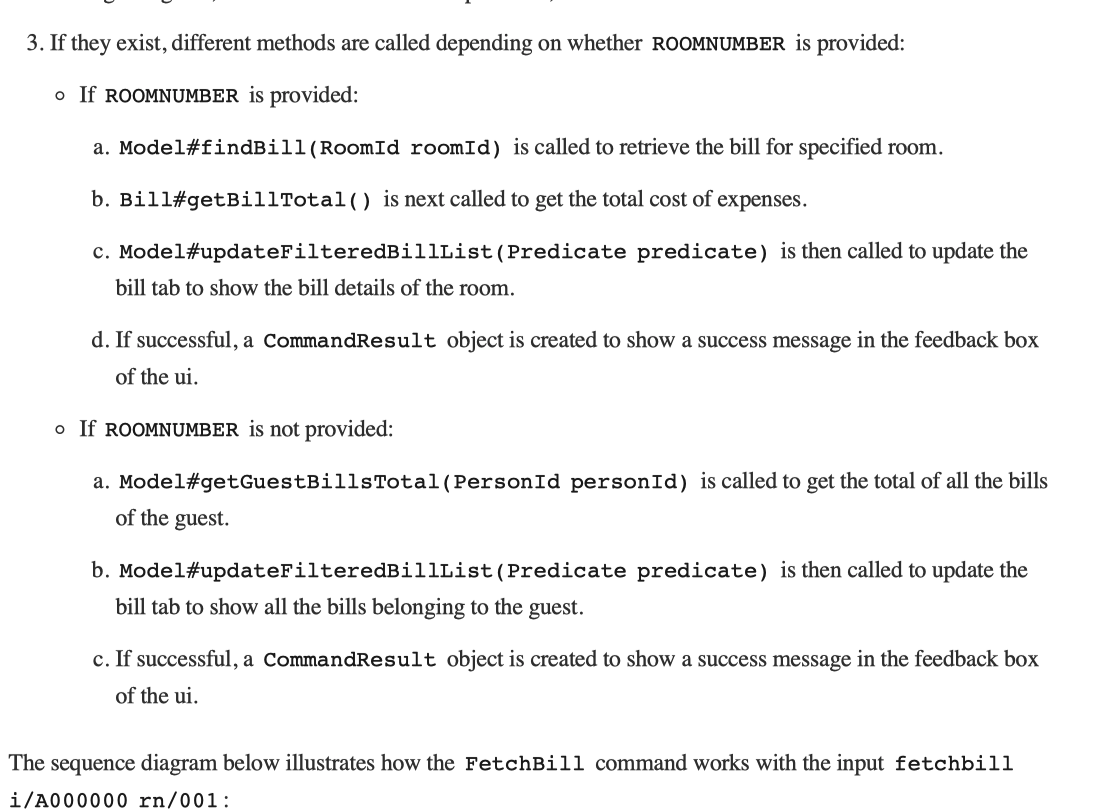 3. If they exist, different methods are called depending on whether ROOMNUMBER is provided:
If ROOMNUMBER is provided:
a. Model#findBill(RoomId roomId) is called to retrieve the bill for specified room.
b. Bill#getBillTotal() is next called to get the total cost of expenses.
c. Model#updateFilteredBillList(Predicate predicate) is then called to update the
bill tab to show the bill details of the room.
d. If successful, a CommandResult object is created to show a success message in the feedback box
of the ui.
If ROOMNUMBER is not provided:
a. Model#getGuestBillsTotal(PersonId personId) is called to get the total of all the bills
of the guest.
b. Model#updateFilteredBillList(Predicate predicate) is then called to update the
bill tab to show all the bills belonging to the guest.
c. If successful, a CommandResult object is created to show a success message in the feedback box
of the ui.
The sequence diagram below illustrates how the FetchBill command works with the input fetchbill
i/A000000 rn/001: